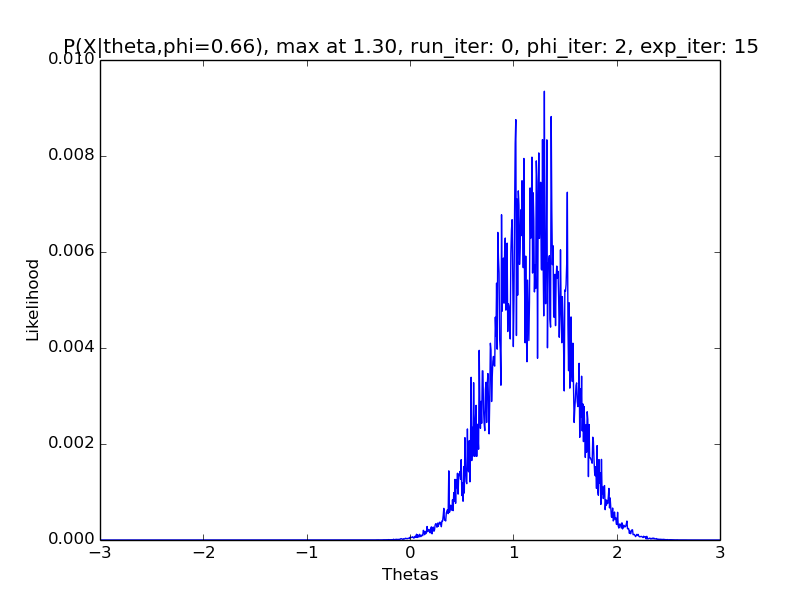 P(X|theta,phi=0.66), max at 1.30, run_iter: 0, phi_iter: 2, exp_iter: 15
0.010
0.008
0.006
0.004
0.002
0.000
Likelihood
−3 −2 −1 0 1 2 3
Thetas